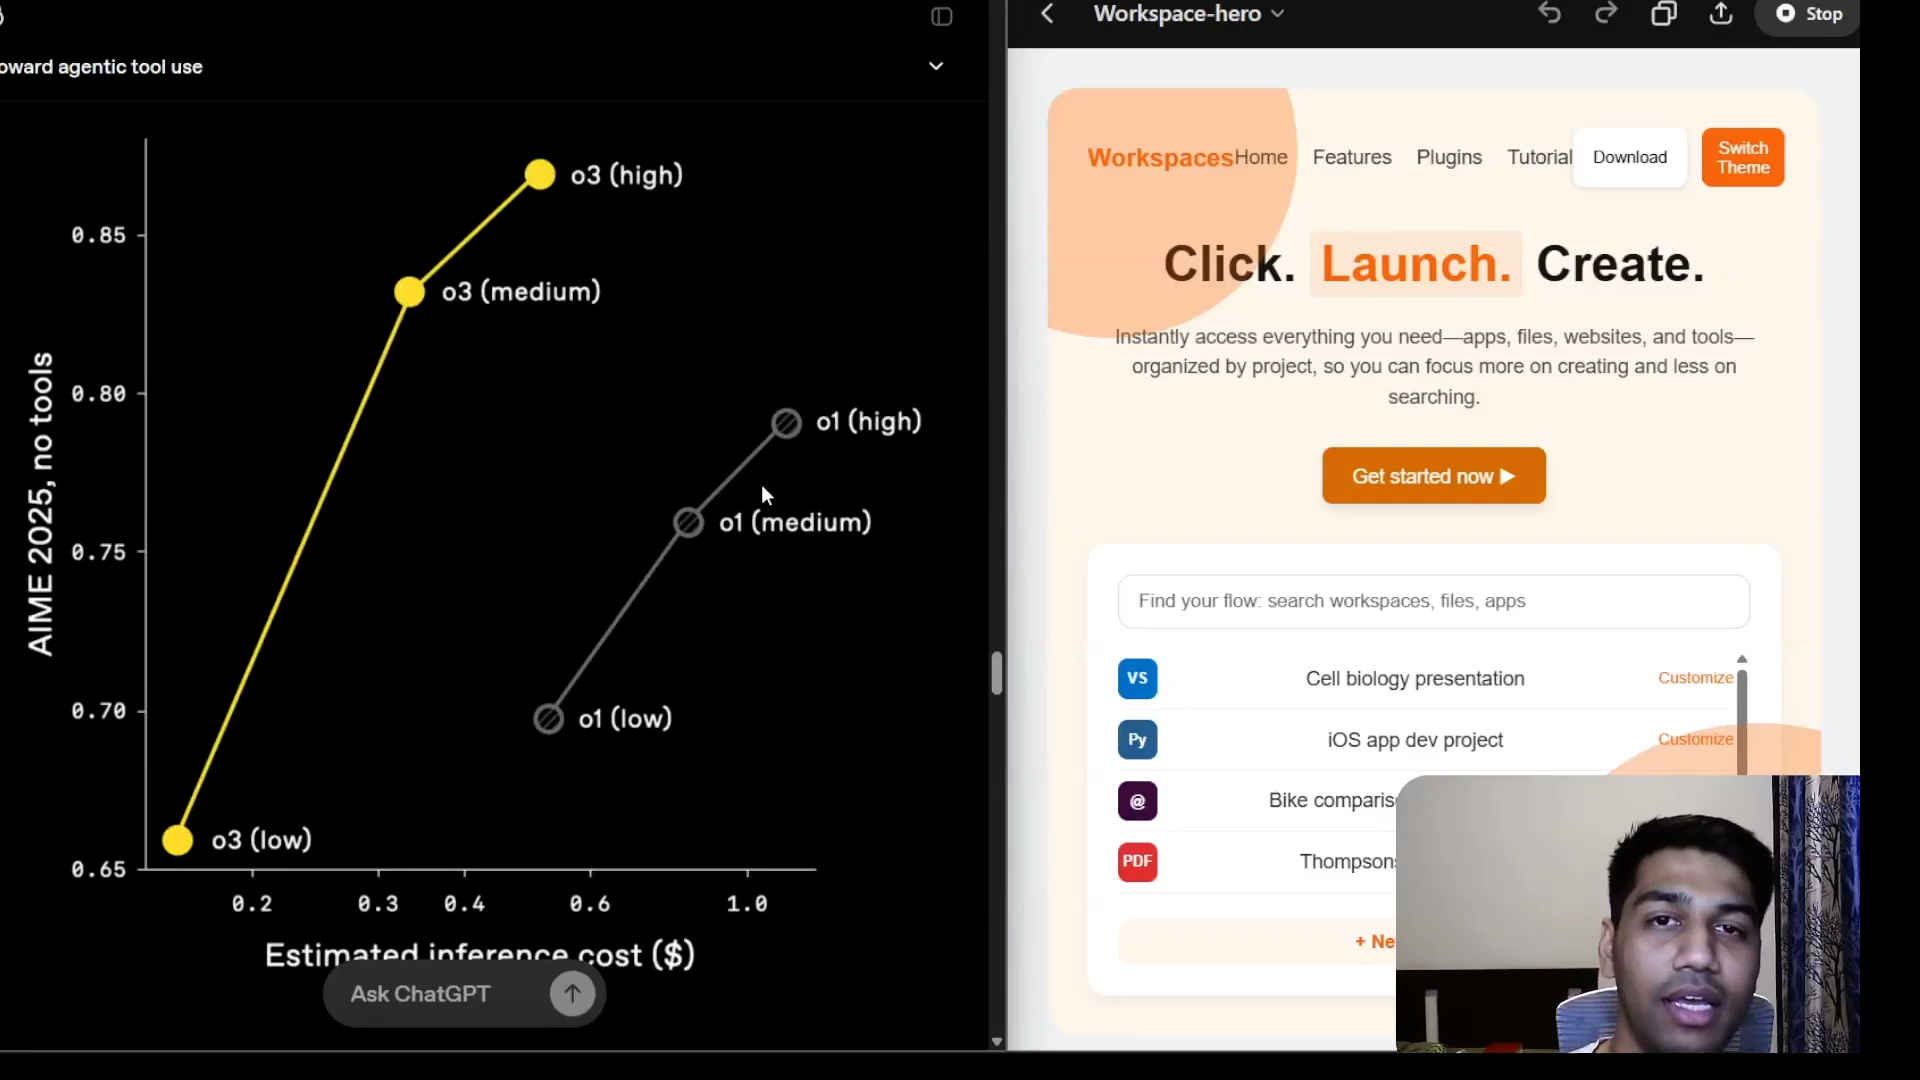 oward agentic tool use
o3 (high)
0.85
o3 (medium)
0.80
o1 (high)
AIME 2025, no tools
0.75
o1 (medium)
0.70
o1 (low)
o3 (low)
0.65
0.2 0.3 0.4 0.6 1.0
Estimated inference cost ($)
Ask ChatGPT
Workspace-hero
Stop
Workspaces Home Features Plugins Tutorial Download Switch
Theme
Click. Launch. Create.
Instantly access everything you need—apps, files, websites, and tools—
organized by project, so you can focus more on creating and less on
searching.
Get started now ▶
Find your flow: search workspaces, files, apps
VS Cell biology presentation Customize
Py iOS app dev project Customize
@ Bike comparis
PDF Thompson
+ Ne